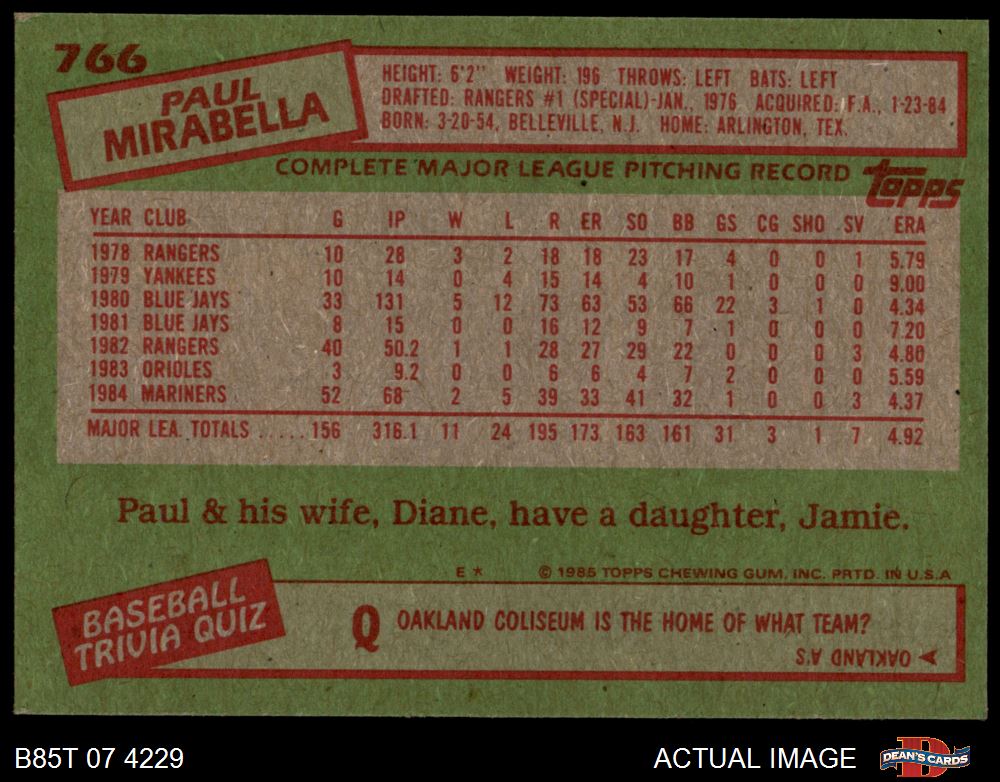 766
PAUL
MIRABELLA
HEIGHT: 6'2" WEIGHT: 196 THROWS: LEFT BATS: LEFT
DRAFTED: RANGERS #1 (SPECIAL)-JAN., 1976 ACQUIRED: F.A., 1-23-84
BORN: 3-20-54, BELLEVILLE, N.J. HOME: ARLINGTON, TEX.
COMPLETE MAJOR LEAGUE PITCHING RECORD
topps
YEAR CLUB G IP W L R ER SO BB GS CG SHO SV ERA
1978 RANGERS 10 28 3 2 18 18 23 17 4 0 0 1 5.79
1979 YANKEES 10 14 0 4 15 14 4 10 1 0 0 0 9.00
1980 BLUE JAYS 33 131 5 12 73 63 53 66 22 3 1 0 4.34
1981 BLUE JAYS 8 15 0 0 16 12 9 7 1 0 0 0 7.20
1982 RANGERS 40 50.2 1 1 28 27 29 22 0 0 0 3 4.80
1983 ORIOLES 3 9.2 0 0 6 6 4 7 2 0 0 0 5.59
1984 MARINERS 52 68 2 5 39 33 41 32 1 0 0 3 4.37
MAJOR LEA. TOTALS ..... 156 316.1 11 24 195 173 163 161 31 3 1 7 4.92
Paul & his wife, Diane, have a daughter, Jamie.
E * © 1985 TOPPS CHEWING GUM, INC. PRTD. IN U.S.A
BASEBALL
TRIVIA QUIZ
Q OAKLAND COLISEUM IS THE HOME OF WHAT TEAM?
OAKLAND A'S
B85T 07 4229
ACTUAL IMAGE
DEAN'S CARDS